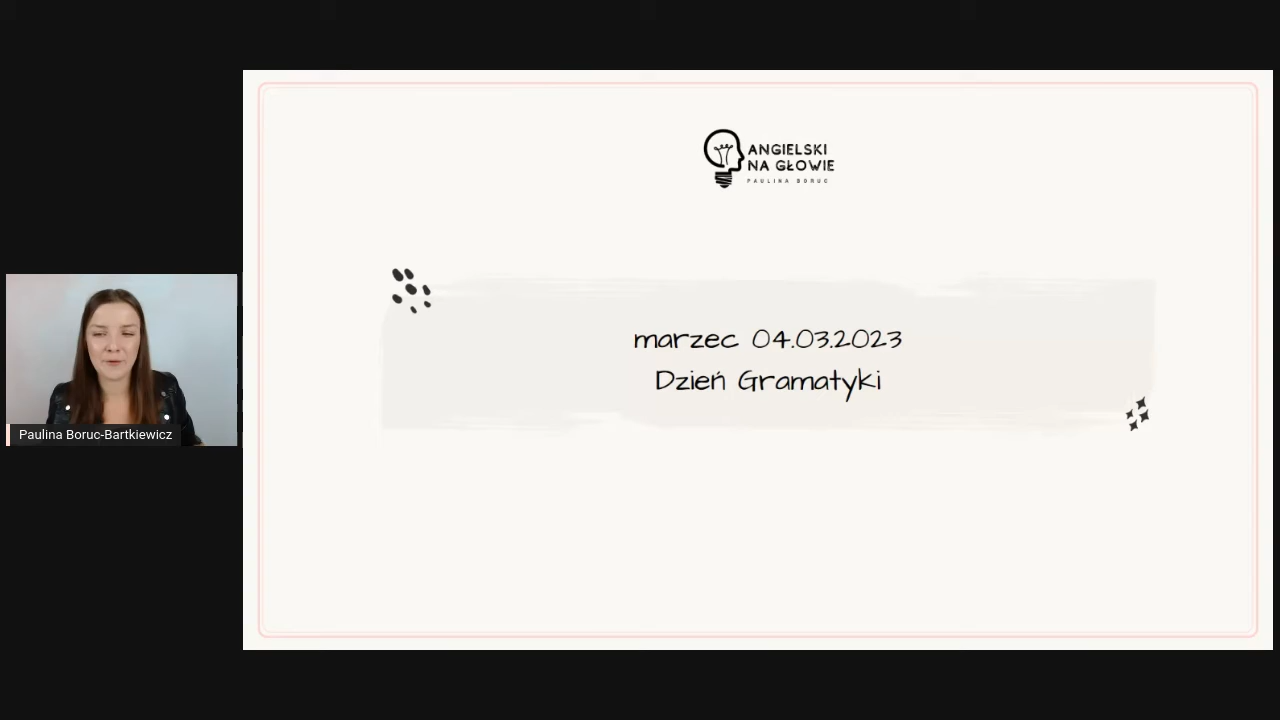 ANGIELSKI
NA GŁOWIE
PAULINA BORUC
marzec 04.03.2023
Dzień Gramatyki
Paulina Boruc-Bartkiewicz